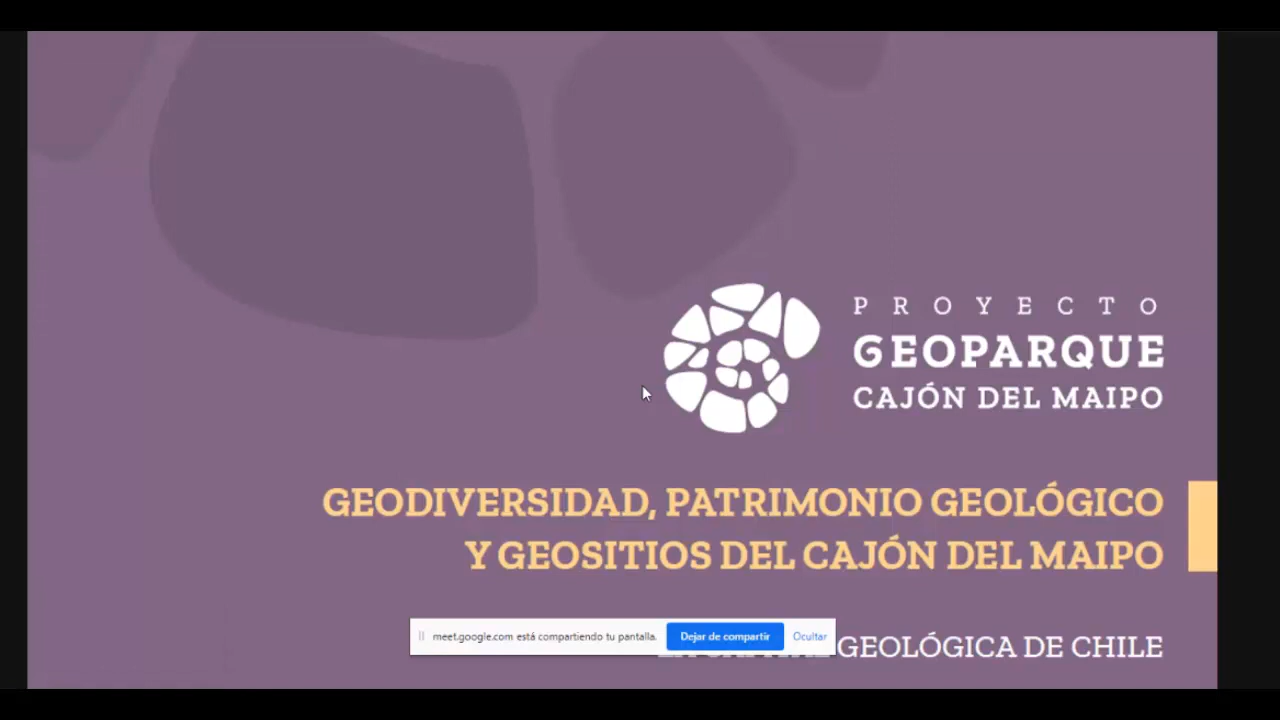 PROYECTO
GEOPARQUE
CAJÓN DEL MAIPO
GEODIVERSIDAD, PATRIMONIO GEOLÓGICO
Y GEOSITIOS DEL CAJÓN DEL MAIPO
meet.google.com está compartiendo tu pantalla.
Dejar de compartir
Ocultar
GEOLÓGICA DE CHILE